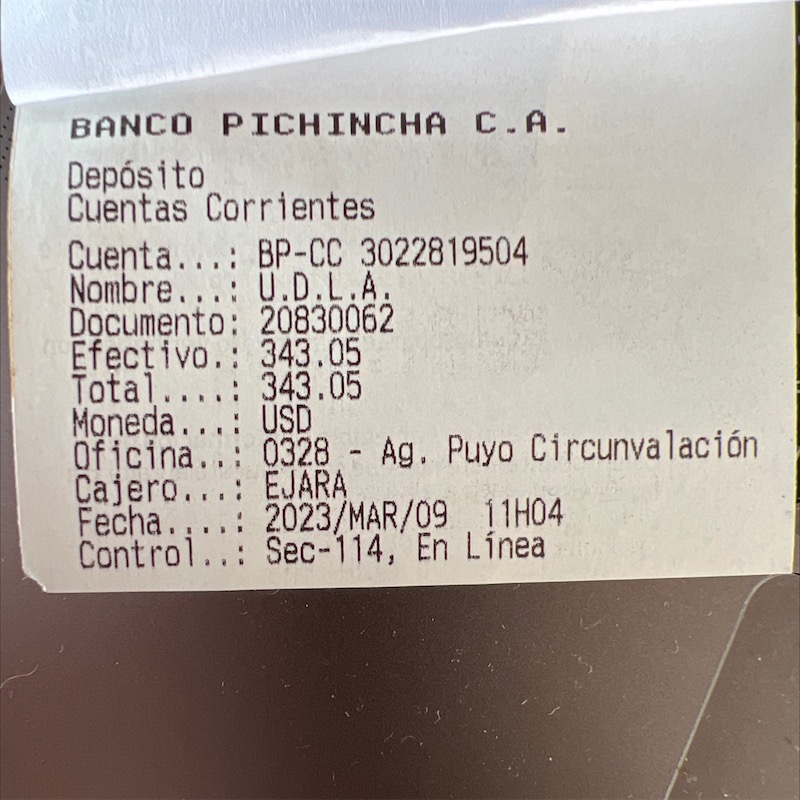 BANCO PICHINCHA C.A.
Depósito
Cuentas Corrientes
Cuenta...: BP-CC 3022819504
Nombre...: U.D.L.A.
Documento: 20830062
Efectivo.: 343.05
Total....: 343.05
Moneda...: USD
Oficina..: 0328 - Ag. Puyo Circunvalación
Cajero...: EJARA
Fecha....: 2023/MAR/09 11H04
Control..: Sec-114, En Línea